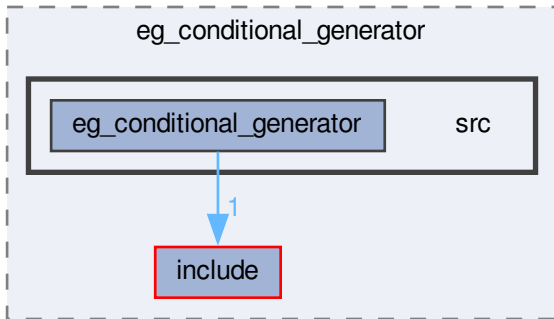 eg_conditional_generator
eg_conditional_generator
src
1
include